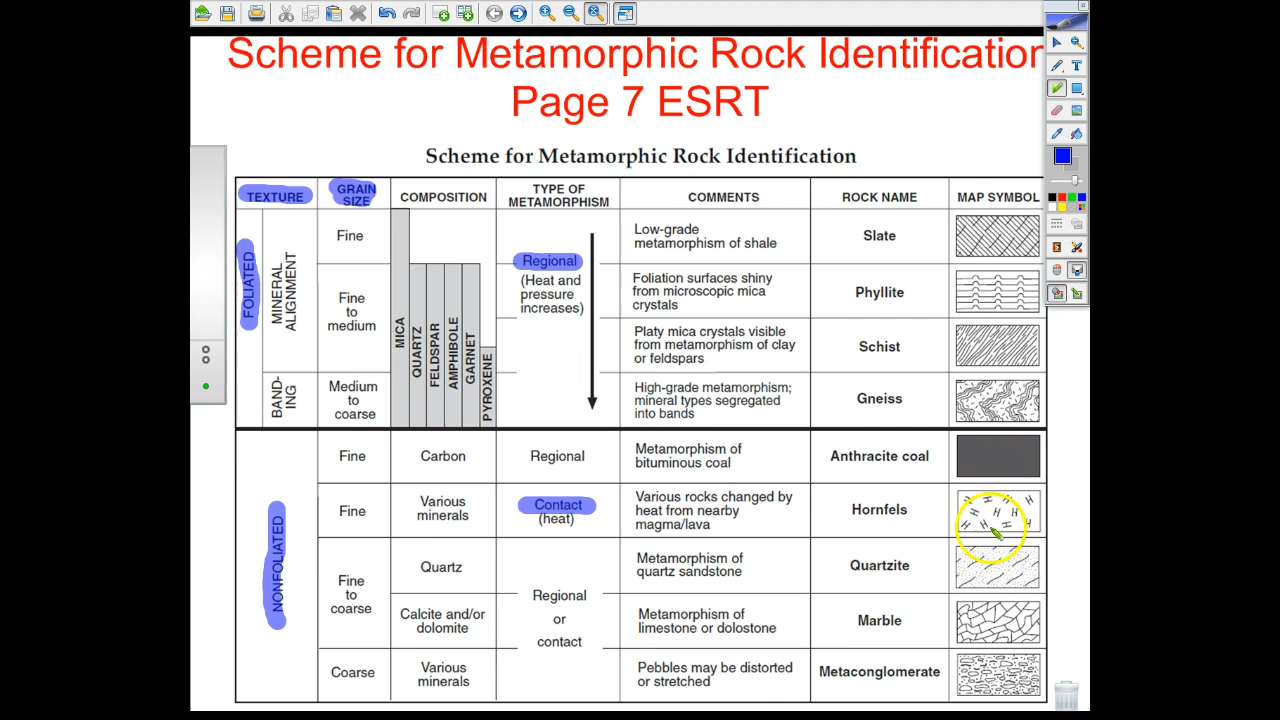 Scheme for Metamorphic Rock Identification
Page 7 ESRT
Scheme for Metamorphic Rock Identification
TEXTURE
GRAIN
SIZE
COMPOSITION
TYPE OF
METAMORPHISM
COMMENTS
ROCK NAME
MAP SYMBOL
FOLIATED
MINERAL
ALIGNMENT
Fine
MICA
QUARTZ
FELDSPAR
AMPHIBOLE
GARNET
PYROXENE
Regional
(Heat and
pressure
increases)
Low-grade
metamorphism of shale
Slate
Fine
to
medium
Foliation surfaces shiny
from microscopic mica
crystals
Phyllite
Platy mica crystals visible
from metamorphism of clay
or feldspars
Schist
BAND-
ING
Medium
to
coarse
High-grade metamorphism;
mineral types segregated
into bands
Gneiss
NONFOLIATED
Fine
Carbon
Regional
Metamorphism of
bituminous coal
Anthracite coal
Fine
Various
minerals
Contact
(heat)
Various rocks changed by
heat from nearby
magma/lava
Hornfels
Fine
to
coarse
Quartz
Regional
or
contact
Metamorphism of
quartz sandstone
Quartzite
Calcite and/or
dolomite
Metamorphism of
limestone or dolostone
Marble
Coarse
Various
minerals
Pebbles may be distorted
or stretched
Metaconglomerate